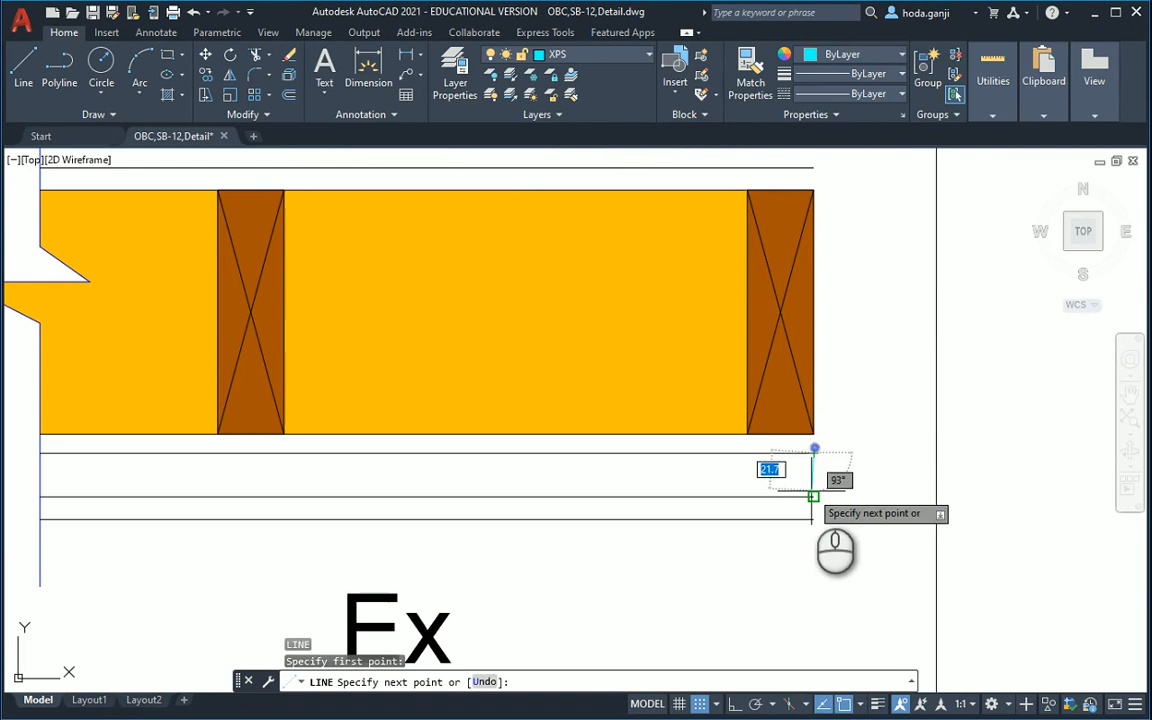 Autodesk AutoCAD 2021 - EDUCATIONAL VERSION OBC,SB-12,Detail.dwg
Type a keyword or phrase
hoda.ganji
Home Insert Annotate Parametric View Manage Output Add-ins Collaborate Express Tools Featured Apps
Line Polyline Circle Arc
Text Dimension
Layer Properties
XPS
Insert
Match Properties
ByLayer
ByLayer
ByLayer
Group
Utilities
Clipboard
View
Draw Modify Annotation Layers Block Properties Groups
Start
OBC,SB-12,Detail*
[−][Top][2D Wireframe]
N
W TOP E
S
WCS
21.7
93°
Specify next point or
Ex
LINE
Specify first point:
LINE Specify next point or [Undo]:
Y
X
Model Layout1 Layout2
MODEL
1:1